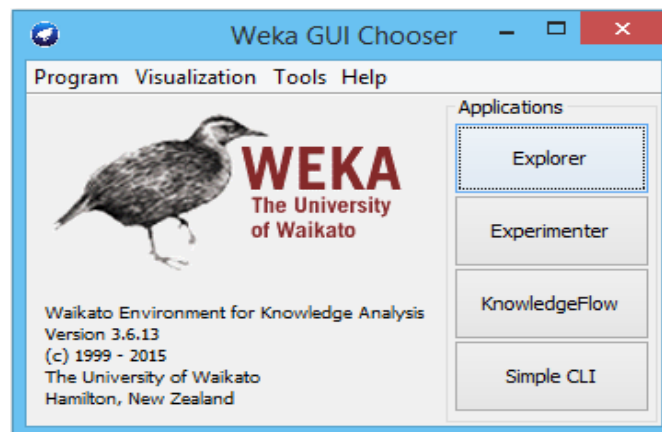 Weka GUI Chooser
Program Visualization Tools Help
WEKA
The University
of Waikato
Waikato Environment for Knowledge Analysis
Version 3.6.13
(c) 1999 - 2015
The University of Waikato
Hamilton, New Zealand
Applications
Explorer
Experimenter
KnowledgeFlow
Simple CLI